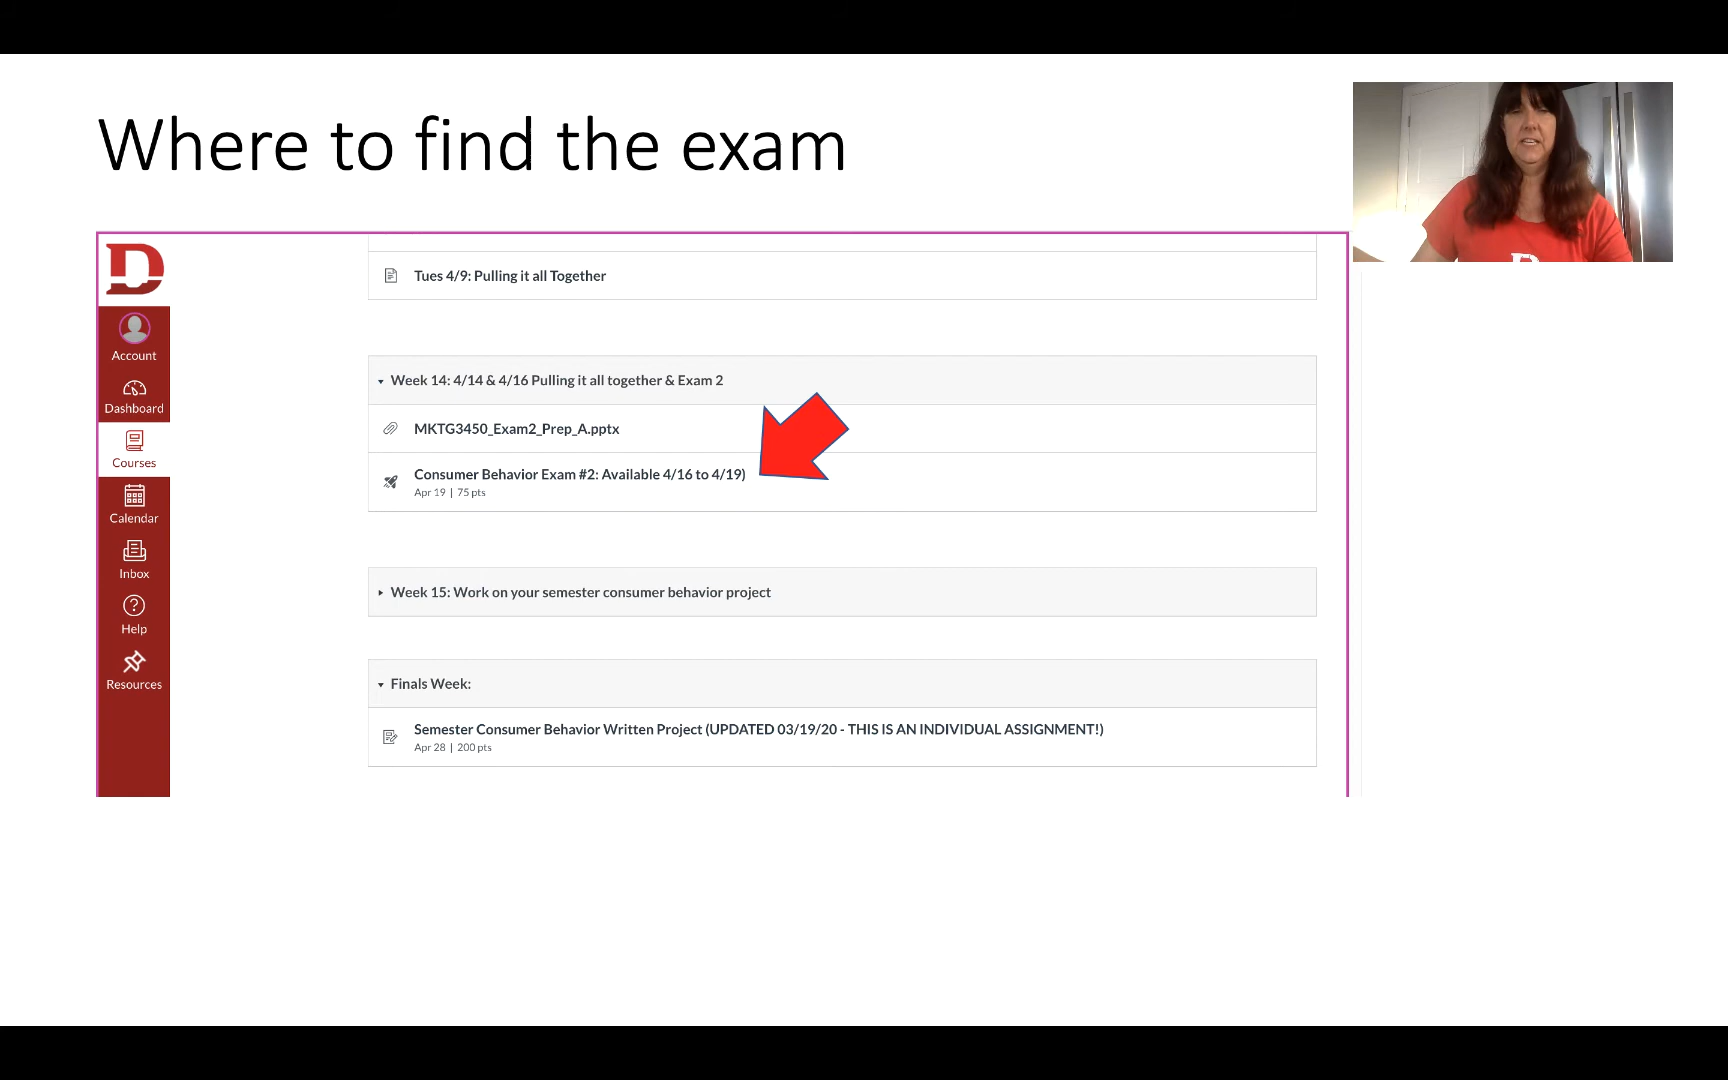 Where to find the exam
D
Tues 4/9: Pulling it all Together
Account
Week 14: 4/14 & 4/16 Pulling it all together & Exam 2
Dashboard
MKTG3450_Exam2_Prep_A.pptx
Courses
Consumer Behavior Exam #2: Available 4/16 to 4/19)
Apr 19 | 75 pts
Calendar
Inbox
Week 15: Work on your semester consumer behavior project
Help
Resources
Finals Week:
Semester Consumer Behavior Written Project (UPDATED 03/19/20 - THIS IS AN INDIVIDUAL ASSIGNMENT!)
Apr 28 | 200 pts
D